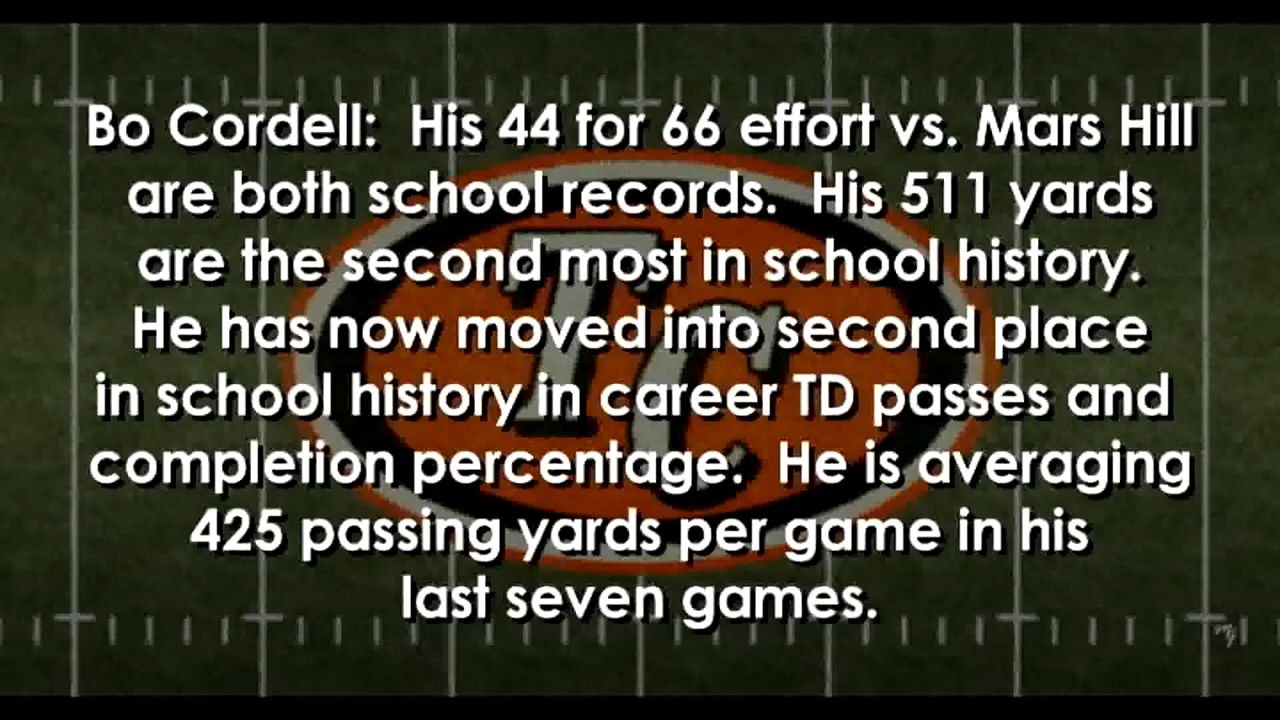 Bo Cordell: His 44 for 66 effort vs. Mars Hill
are both school records. His 511 yards
are the second most in school history.
He has now moved into second place
in school history in career TD passes and
completion percentage. He is averaging
425 passing yards per game in his
last seven games.
TC